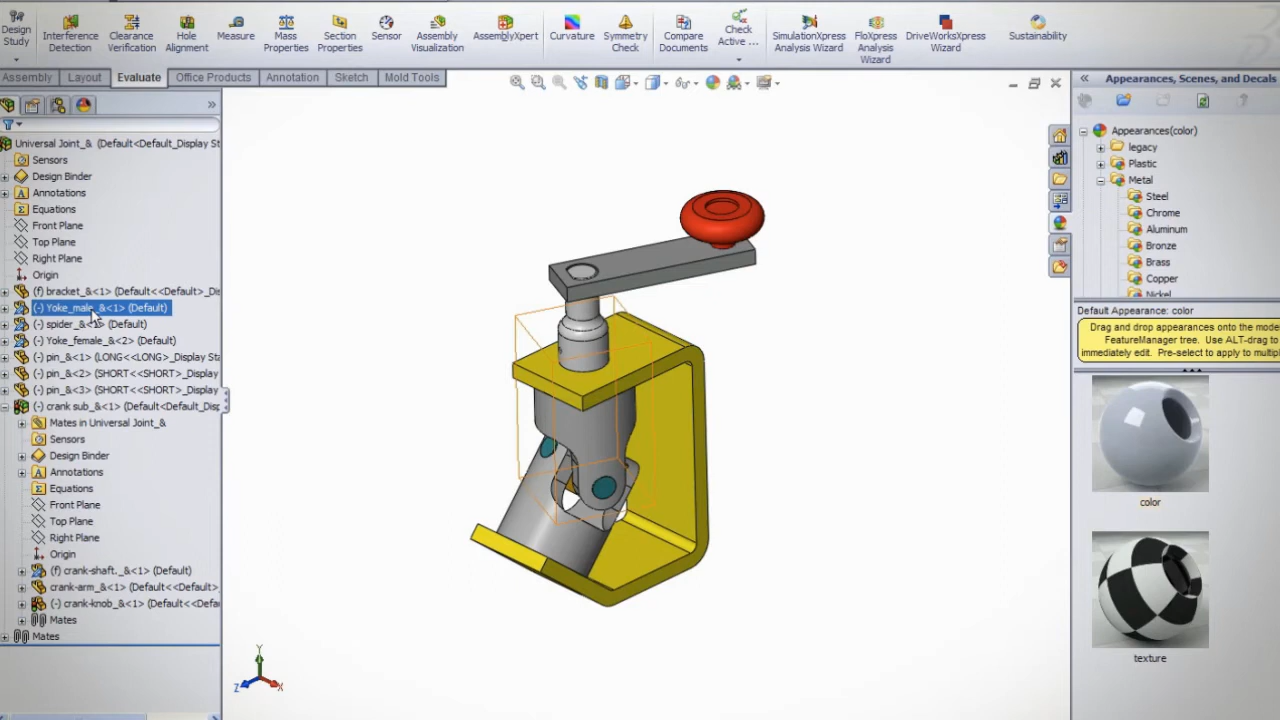 Design Study
Interference Detection
Clearance Verification
Hole Alignment
Measure
Mass Properties
Section Properties
Sensor
Assembly Visualization
AssemblyXpert
Curvature
Symmetry Check
Compare Documents
Check Active ...
SimulationXpress Analysis Wizard
FloXpress Analysis Wizard
DriveWorksXpress Wizard
Sustainability
Assembly
Layout
Evaluate
Office Products
Annotation
Sketch
Mold Tools
Universal Joint_& (Default<Default_Display St
Sensors
Design Binder
Annotations
Equations
Front Plane
Top Plane
Right Plane
Origin
(f) bracket_&<1> (Default<<Default>_Dis
(-) Yoke_male_&<1> (Default)
(-) spider_&<1> (Default)
(-) Yoke_female_&<2> (Default)
(-) pin_&<1> (LONG<<LONG>_Display Sta
(-) pin_&<2> (SHORT<<SHORT>_Display
(-) pin_&<3> (SHORT<<SHORT>_Display
(-) crank sub_&<1> (Default<Default_Disp
Mates in Universal Joint_&
Sensors
Design Binder
Annotations
Equations
Front Plane
Top Plane
Right Plane
Origin
(f) crank-shaft._&<1> (Default)
crank-arm_&<1> (Default<<Default>
(-) crank-knob_&<1> (Default<<Defau
Mates
Mates
Y
Z
X
Appearances, Scenes, and Decals
Appearances(color)
legacy
Plastic
Metal
Steel
Chrome
Aluminum
Bronze
Brass
Copper
Nickel
Default Appearance: color
Drag and drop appearances onto the mode
FeatureManager tree. Use ALT-drag to
immediately edit. Pre-select to apply to multip
color
texture